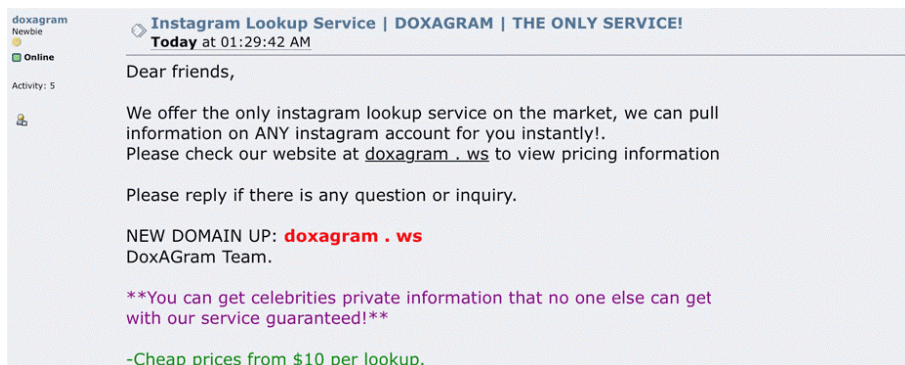 doxagram
Newbie
Online
Activity: 5
Instagram Lookup Service | DOXAGRAM | THE ONLY SERVICE!
Today at 01:29:42 AM
Dear friends,
We offer the only instagram lookup service on the market, we can pull
information on ANY instagram account for you instantly!.
Please check our website at doxagram . ws to view pricing information
Please reply if there is any question or inquiry.
NEW DOMAIN UP: doxagram . ws
DoxAGram Team.
**You can get celebrities private information that no one else can get
with our service guaranteed!**
-Cheap prices from $10 per lookup.